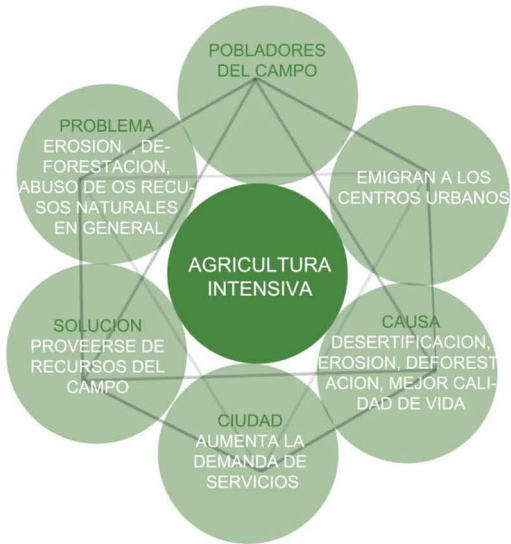 POBLADORES
DEL CAMPO
PROBLEMA
EROSION, , DE-
FORESTACION,
ABUSO DE OS RECU-
SOS NATURALES
EN GENERAL
EMIGRAN A LOS
CENTROS URBANOS
AGRICULTURA
INTENSIVA
SOLUCION
PROVEERSE DE
RECURSOS DEL
CAMPO
CAUSA
DESERTIFICACION,
EROSION, DEFOREST
ACION, MEJOR CALI-
DAD DE VIDA
CIUDAD
AUMENTA LA
DEMANDA DE
SERVICIOS